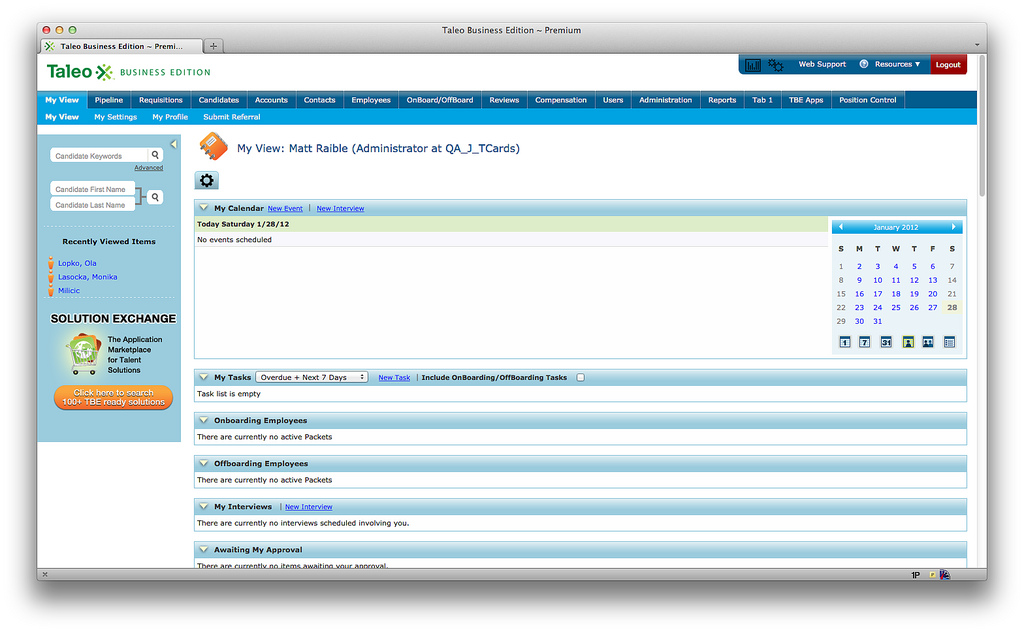 Taleo Business Edition ~ Premium
Taleo Business Edition ~ Premi...
Taleo BUSINESS EDITION
Web Support Resources ▼ Logout
My View Pipeline Requisitions Candidates Accounts Contacts Employees OnBoard/OffBoard Reviews Compensation Users Administration Reports Tab 1 TBE Apps Position Control
My View My Settings My Profile Submit Referral
Candidate Keywords
Advanced
Candidate First Name
Candidate Last Name
Recently Viewed Items
Lopko, Ola
Lasocka, Monika
Milicic
SOLUTION EXCHANGE
The Application
Marketplace
for Talent
Solutions
Click here to search
100+ TBE ready solutions
My View: Matt Raible (Administrator at QA_J_TCards)
My Calendar New Event | New Interview
Today Saturday 1/28/12
No events scheduled
January 2012
S M T W T F S
1 2 3 4 5 6 7
8 9 10 11 12 13 14
15 16 17 18 19 20 21
22 23 24 25 26 27 28
29 30 31
1 7 31
My Tasks Overdue + Next 7 Days New Task | Include OnBoarding/OffBoarding Tasks
Task list is empty
Onboarding Employees
There are currently no active Packets
Offboarding Employees
There are currently no active Packets
My Interviews | New Interview
There are currently no interviews scheduled involving you.
Awaiting My Approval
There are currently no items awaiting your approval.
1P